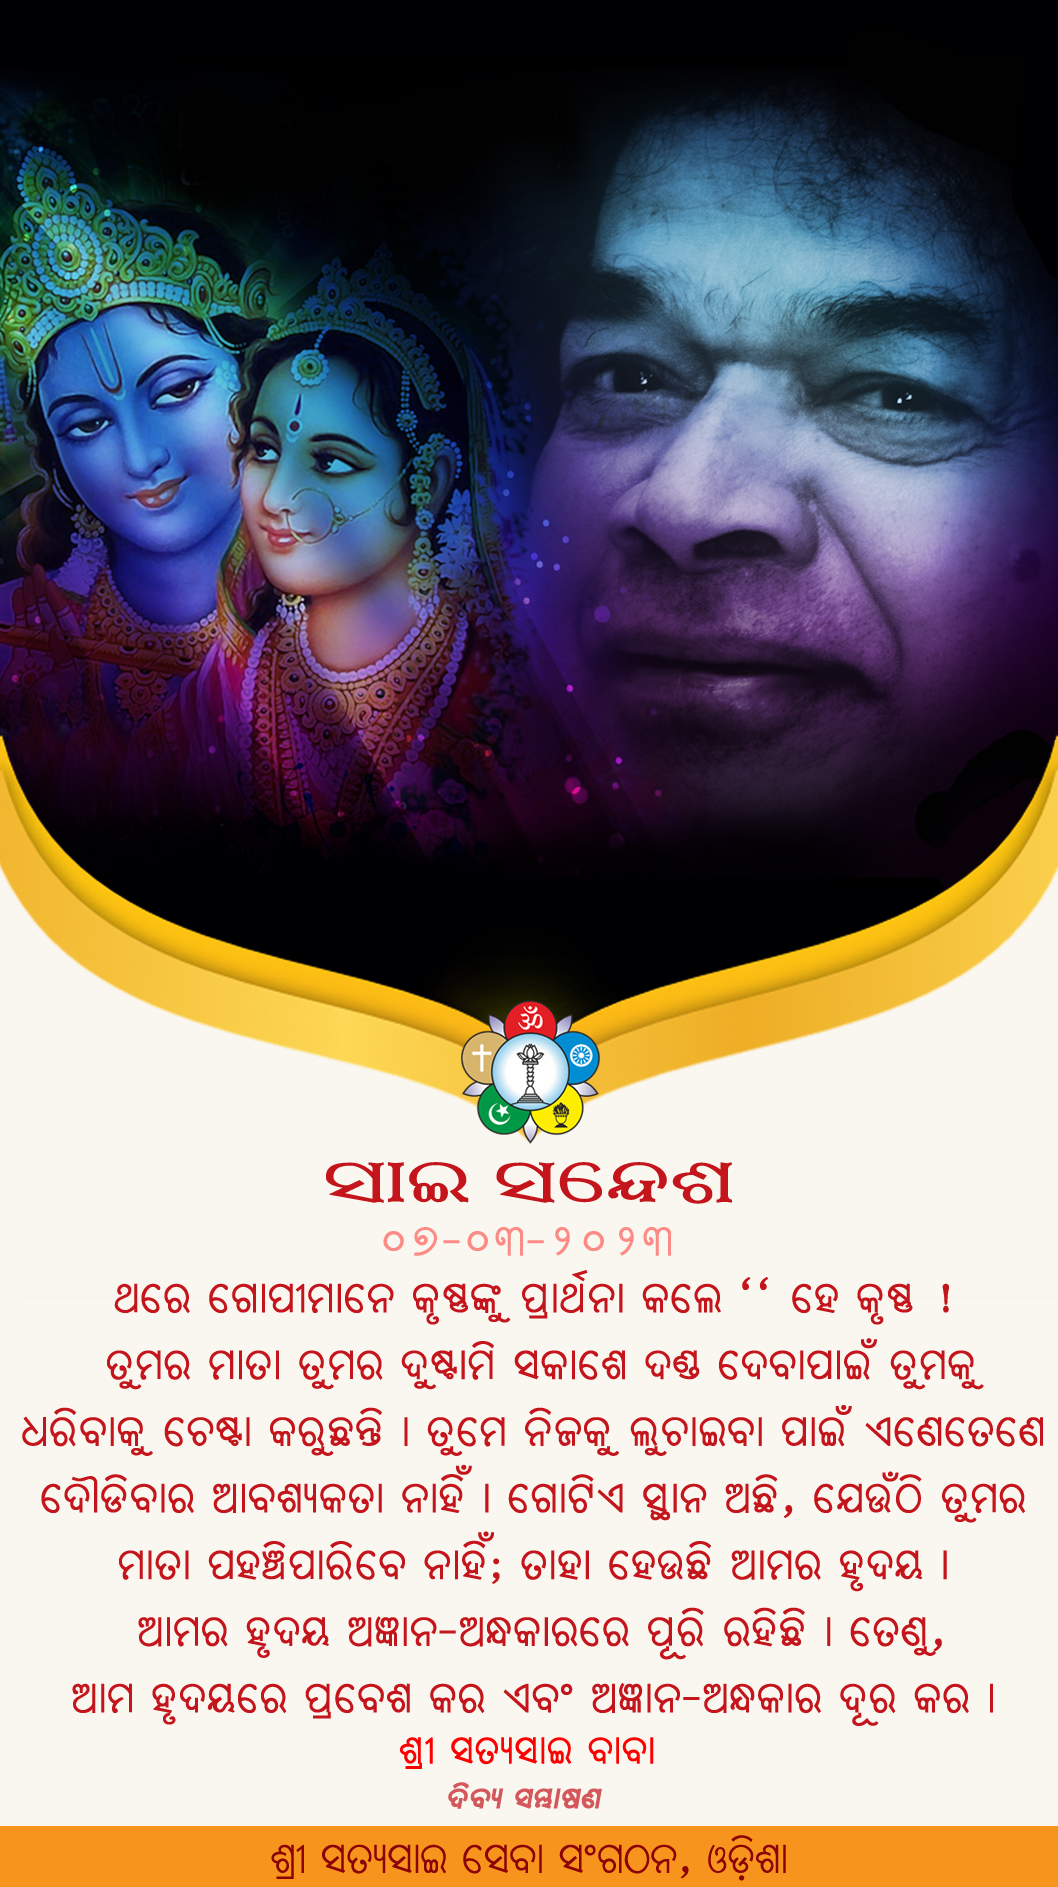 ସାଇ ସନ୍ଦେଶ
୦୭-୦୩-୨୦୨୩
ଥରେ ଗୋପୀମାନେ କୃଷ୍ଣଙ୍କୁ ପ୍ରାର୍ଥନା କଲେ ‘‘ ହେ କୃଷ୍ଣ !
ତୁମର ମାତା ତୁମର ଦୁଷ୍ଟାମି ସକାଶେ ଦଣ୍ଡ ଦେବାପାଇଁ ତୁମକୁ
ଧରିବାକୁ ଚେଷ୍ଟା କରୁଛନ୍ତି । ତୁମେ ନିଜକୁ ଲୁଚାଇବା ପାଇଁ ଏଣେତେଣେ
ଦୌଡିବାର ଆବଶ୍ୟକତା ନାହିଁ । ଗୋଟିଏ ସ୍ଥାନ ଅଛି, ଯେଉଁଠି ତୁମର
ମାତା ପହଞ୍ଚିପାରିବେ ନାହିଁ; ତାହା ହେଉଛି ଆମର ହୃଦୟ ।
ଆମର ହୃଦୟ ଅଜ୍ଞାନ-ଅନ୍ଧକାରରେ ପୂରି ରହିଛି । ତେଣୁ,
ଆମ ହୃଦୟରେ ପ୍ରବେଶ କର ଏବଂ ଅଜ୍ଞାନ-ଅନ୍ଧକାର ଦୂର କର ।
ଶ୍ରୀ ସତ୍ୟସାଇ ବାବା
ଦିବ୍ୟ ସମ୍ଭାଷଣ
ଶ୍ରୀ ସତ୍ୟସାଇ ସେବା ସଂଗଠନ, ଓଡ଼ିଶା